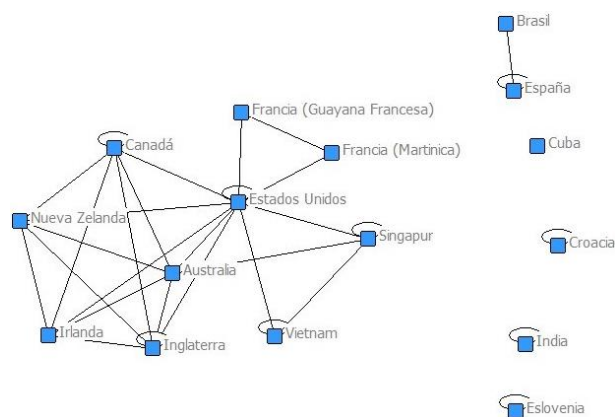 Brasil
España
Francia (Guayana Francesa)
Canadá
Francia (Martinica)
Cuba
Estados Unidos
Nueva Zelanda
Singapur
Croacia
Australia
Irlanda
Inglaterra
Vietnam
India
Eslovenia